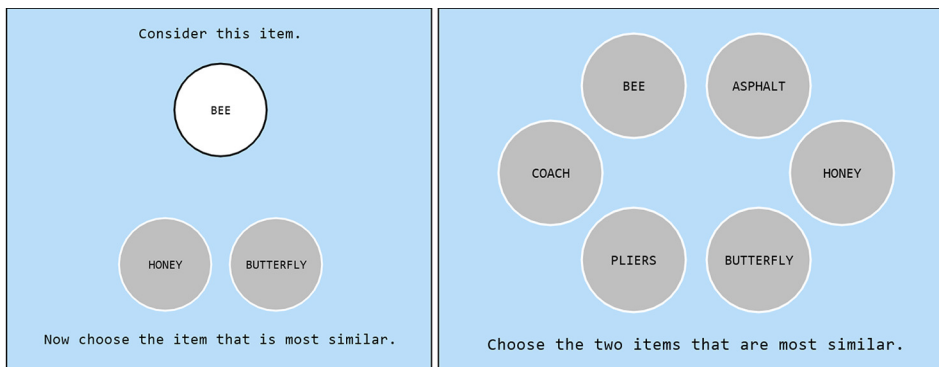 Consider this item.
BEE
HONEY BUTTERFLY
Now choose the item that is most similar.
BEE ASPHALT
COACH HONEY
PLIERS BUTTERFLY
Choose the two items that are most similar.